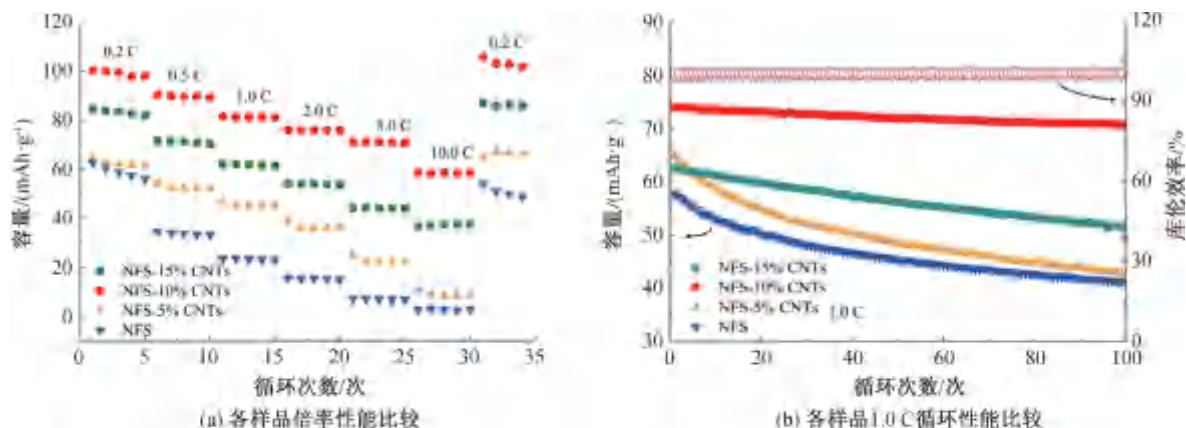 120
100
80
60
40
20
0
容量/(mAh·g⁻¹)
0.2 C
0.5 C
1.0 C
2.0 C
5.0 C
10.0 C
0.2 C
NFS-15% CNTs
NFS-10% CNTs
NFS-5% CNTs
NFS
0 5 10 15 20 25 30 35
循环次数/次
(a) 各样品倍率性能比较
90
80
70
60
50
40
30
容量/(mAh·g⁻¹)
NFS-15% CNTs
NFS-10% CNTs
NFS-5% CNTs
NFS
1.0 C
120
90
60
30
0
库伦效率/%
0 20 40 60 80 100
循环次数/次
(b) 各样品1.0 C循环性能比较